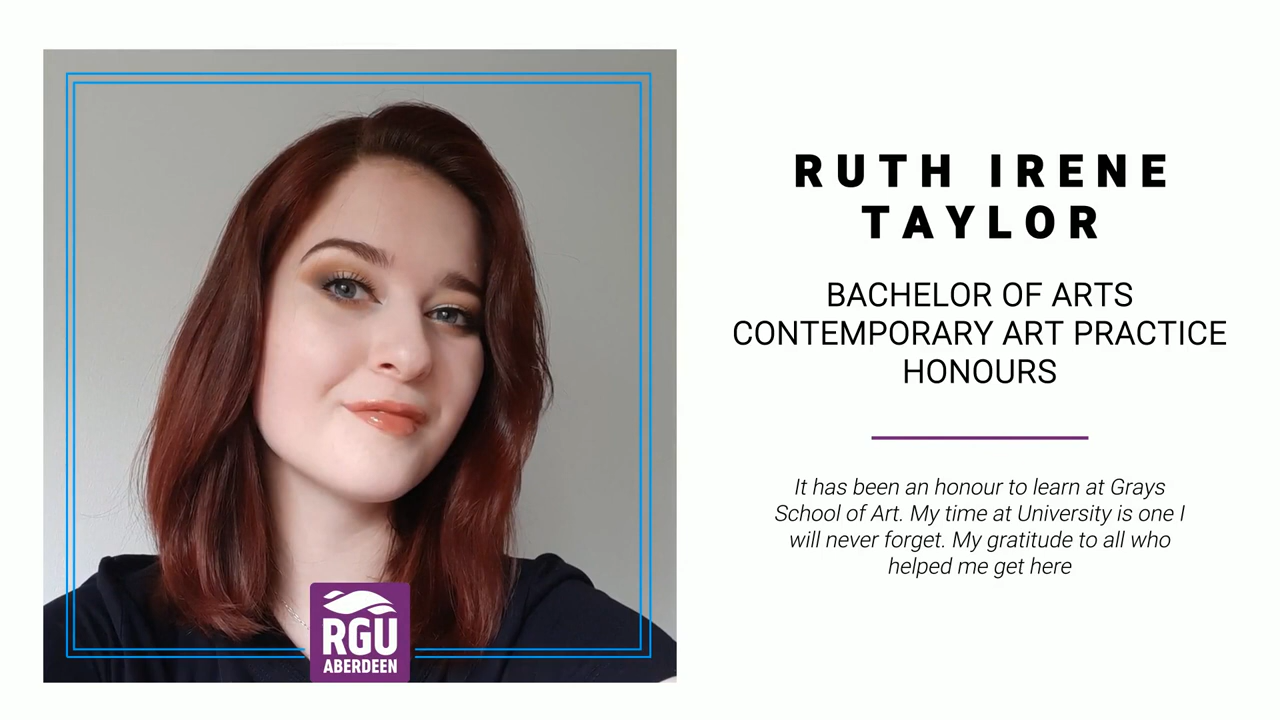 RUTH IRENE
TAYLOR
BACHELOR OF ARTS
CONTEMPORARY ART PRACTICE
HONOURS
It has been an honour to learn at Grays
School of Art. My time at University is one I
will never forget. My gratitude to all who
helped me get here
RGU
ABERDEEN